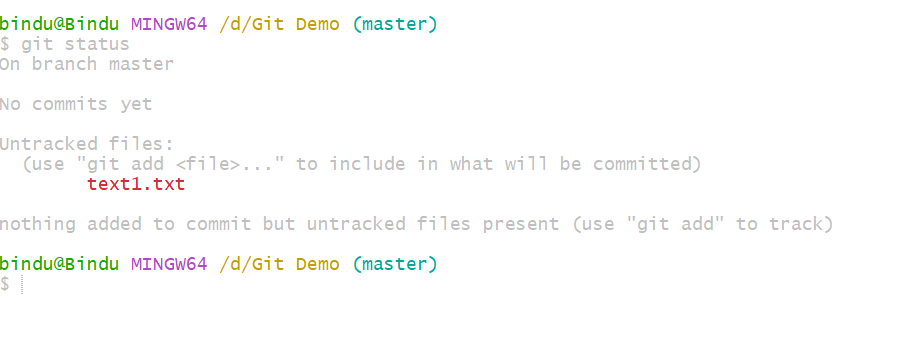 bindu@Bindu MINGW64 /d/Git Demo (master)
$ git status
On branch master
No commits yet
Untracked files:
  (use "git add <file>..." to include in what will be committed)
        text1.txt
nothing added to commit but untracked files present (use "git add" to track)
bindu@Bindu MINGW64 /d/Git Demo (master)
$